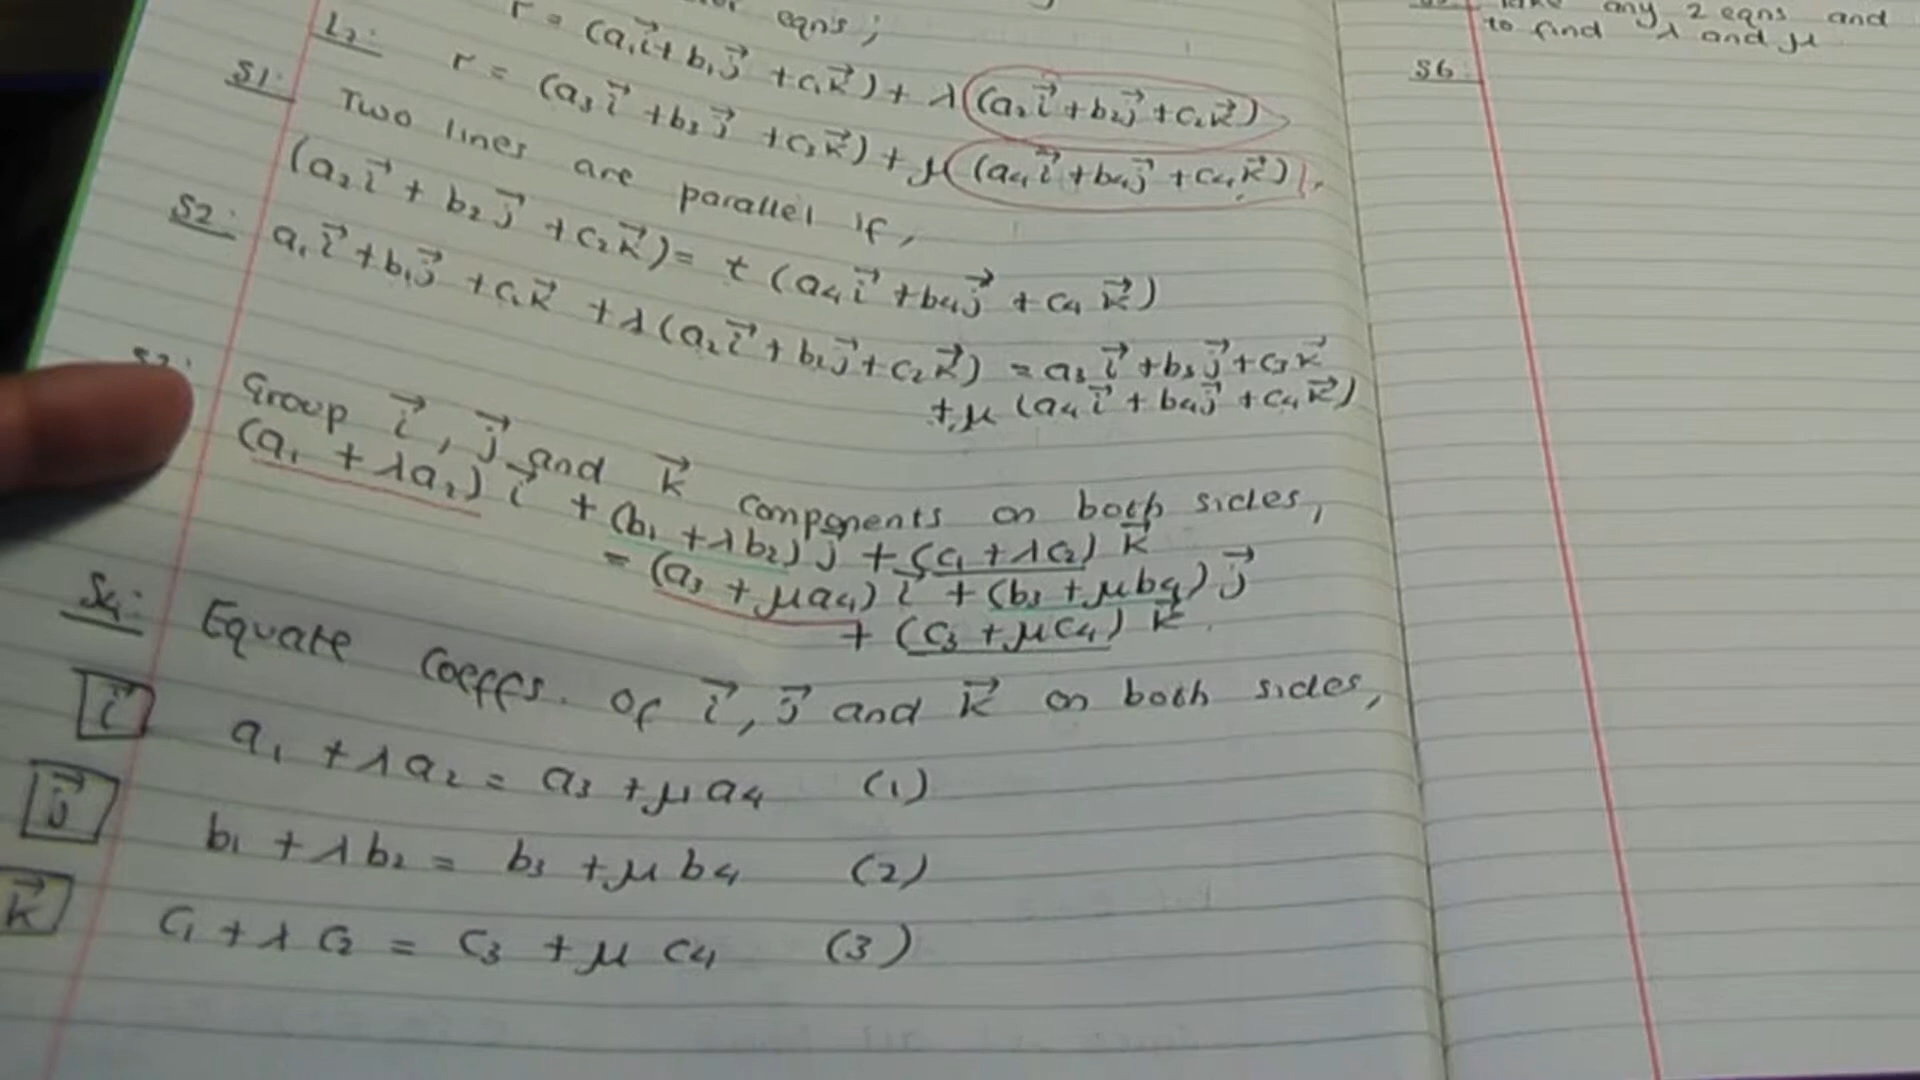 eqn's;
r = (a₁i⃗ + b₁j⃗ + c₁k⃗) + λ(a₂i⃗ + b₂j⃗ + c₂k⃗)
L₂: r = (a₃i⃗ + b₃j⃗ + c₃k⃗) + μ(a₄i⃗ + b₄j⃗ + c₄k⃗)
S1: Two lines are parallel if,
(a₂i⃗ + b₂j⃗ + c₂k⃗) = t (a₄i⃗ + b₄j⃗ + c₄k⃗)
S2: a₁i⃗ + b₁j⃗ + c₁k⃗ + λ(a₂i⃗ + b₂j⃗ + c₂k⃗) = a₃i⃗ + b₃j⃗ + c₃k⃗
+ μ (a₄i⃗ + b₄j⃗ + c₄k⃗)
Group i⃗, j⃗ and k⃗ components on both sides,
(a₁ + λa₂) i⃗ + (b₁ + λb₂) j⃗ + (c₁ + λc₂) k⃗
= (a₃ + μa₄) i⃗ + (b₃ + μb₄) j⃗
+ (c₃ + μc₄) k⃗.
S4: Equate coeffs. of i⃗, j⃗ and k⃗ on both sides,
i⃗ a₁ + λa₂ = a₃ + μa₄ (1)
j⃗ b₁ + λb₂ = b₃ + μb₄ (2)
k⃗ c₁ + λc₂ = c₃ + μc₄ (3)
any 2 eqns and
to find λ and μ
S6: